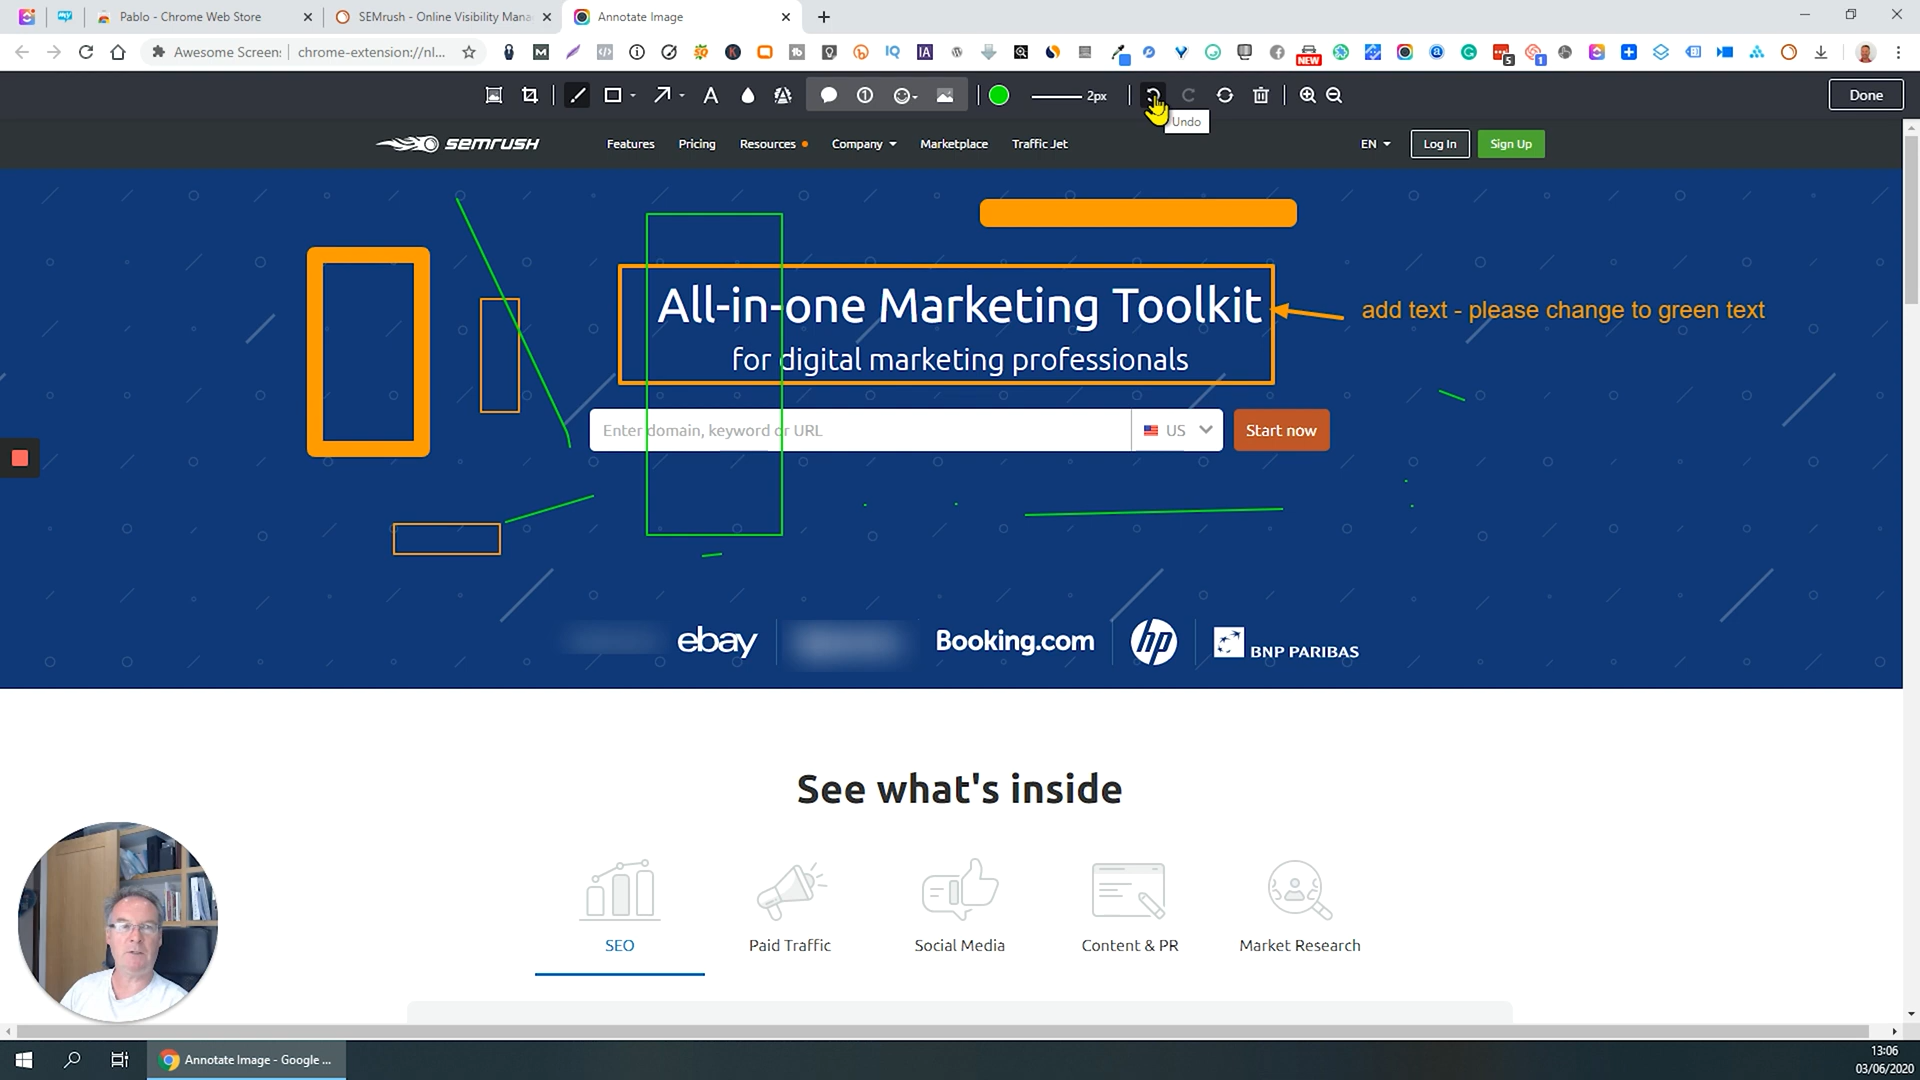 Pablo - Chrome Web Store
SEMrush - Online Visibility Mana
Annotate Image
Awesome Screens
chrome-extension://nl...
NEW
5
1
2px
Done
Undo
semrush
Features
Pricing
Resources
Company
Marketplace
Traffic Jet
EN
Log In
Sign Up
All-in-one Marketing Toolkit
for digital marketing professionals
add text - please change to green text
Enter domain, keyword or URL
US
Start now
ebay
Booking.com
hp
BNP PARIBAS
See what's inside
SEO
Paid Traffic
Social Media
Content & PR
Market Research
Annotate Image - Google ...
13:06
03/06/2020